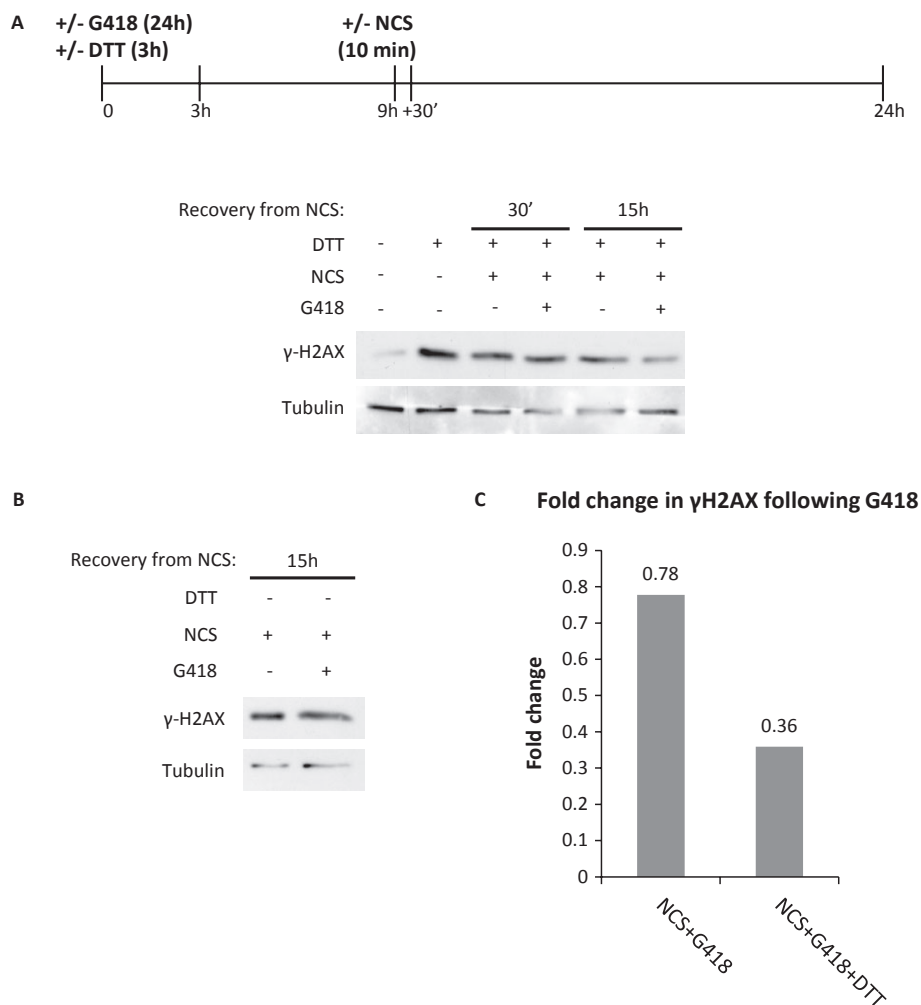 A
+/- G418 (24h) +/- NCS
+/- DTT (3h) (10 min)
0 3h 9h +30’ 24h
Recovery from NCS: 30’ 15h
DTT - + + + + +
NCS - - + + + +
G418 - - - + - +
γ-H2AX
Tubulin
B
Recovery from NCS: 15h
DTT - -
NCS + +
G418 - +
γ-H2AX
Tubulin
C Fold change in γH2AX following G418
0.9
0.8
0.7
0.6
0.5
0.4
0.3
0.2
0.1
0
Fold change
0.78
0.36
NCS+G418
NCS+G418+DTT